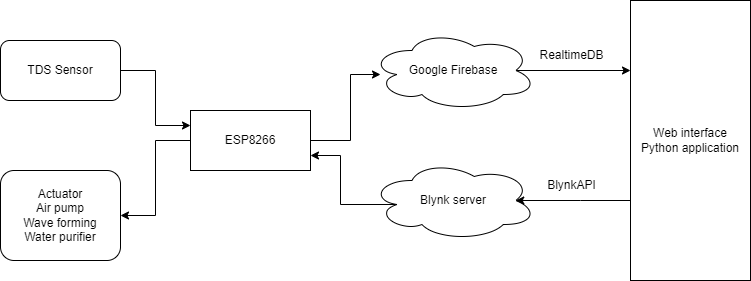 TDS Sensor
ESP8266
Actuator
Air pump
Wave forming
Water purifier
Google Firebase
RealtimeDB
Blynk server
BlynkAPI
Web interface
Python application